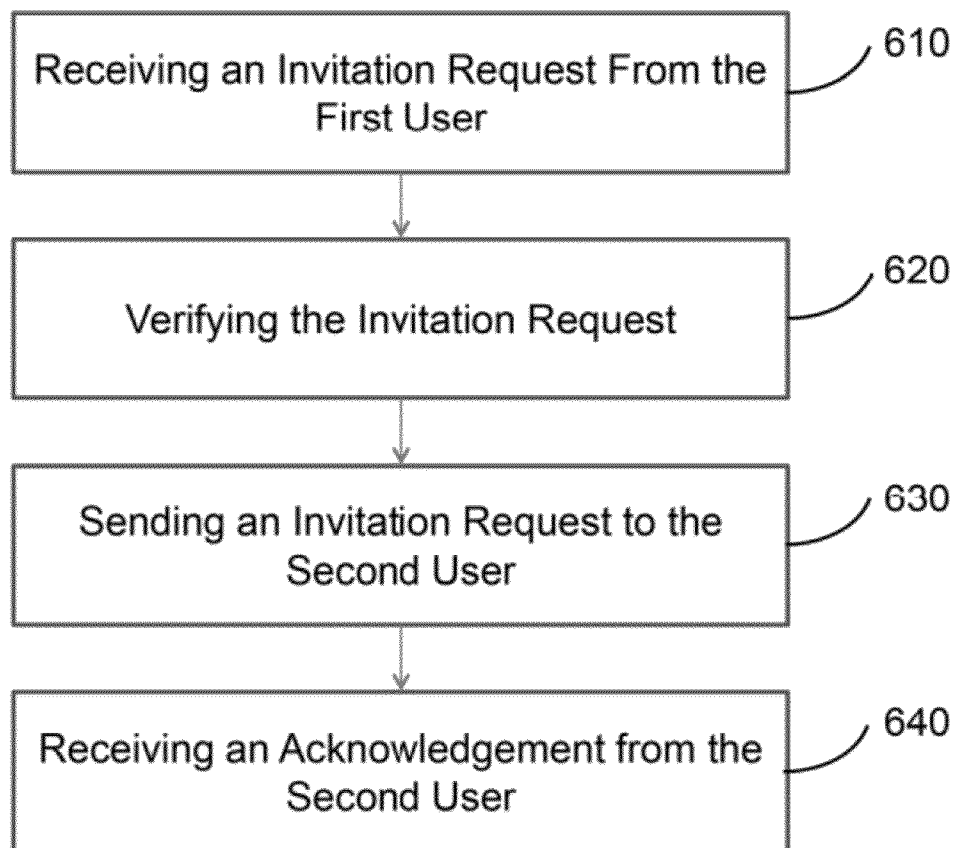 Receiving an Invitation Request From the
First User
610
Verifying the Invitation Request
620
Sending an Invitation Request to the
Second User
630
Receiving an Acknowledgement from the
Second User
640